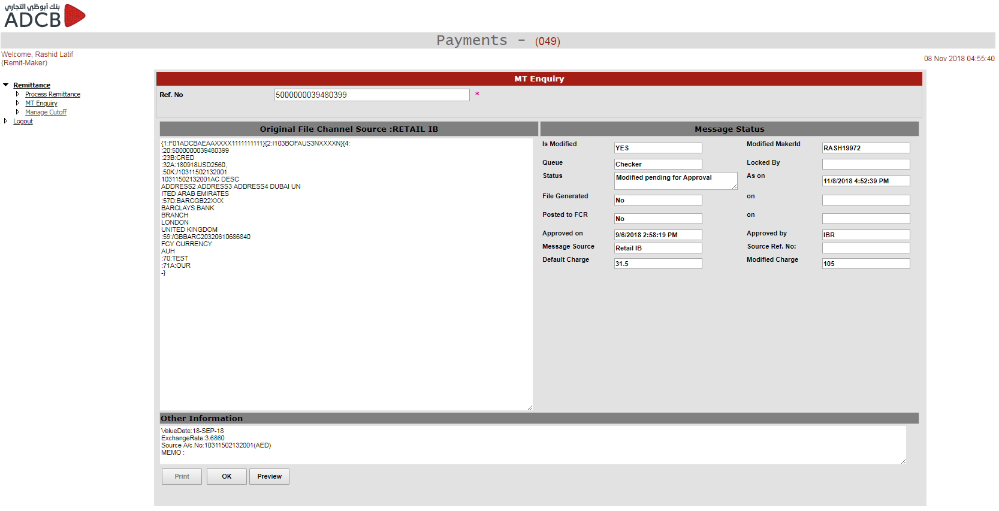 بنك أبوظبي التجاري
ADCB
Payments - (049)
Welcome, Rashid Latif
(Remit-Maker)
08 Nov 2018 04:55:40
Remittance
Process Remittance
MT Enquiry
Manage Cutoff
Logout
MT Enquiry
Ref. No 5000000039480399 *
Original File Channel Source :RETAIL IB
{1:F01ADCBAEAAXXXX1111111111}{2:I103BOFAUS3NXXXXN}{4:
:20:5000000039480399
:23B:CRED
:32A:180918USD2560,
:50K:/10311502132001
10311502132001AC DESC
ADDRESS2 ADDRESS3 ADDRESS4 DUBAI UN
ITED ARAB EMIRATES
:57D:BARCGB22XXX
BARCLAYS BANK
BRANCH
LONDON
UNITED KINGDOM
:59:/GBBARC20320610686840
FCY CURRENCY
AUH
:70:TEST
:71A:OUR
-}
Message Status
Is Modified YES Modified MakerId RASH19972
Queue Checker Locked By
Status Modified pending for Approval As on 11/8/2018 4:52:39 PM
File Generated No on
Posted to FCR No on
Approved on 9/6/2018 2:58:19 PM Approved by IBR
Message Source Retail IB Source Ref. No:
Default Charge 31.5 Modified Charge 105
Other Information
ValueDate:18-SEP-18
ExchangeRate:3.6860
Source A/c.No:10311502132001(AED)
MEMO :
Print OK Preview